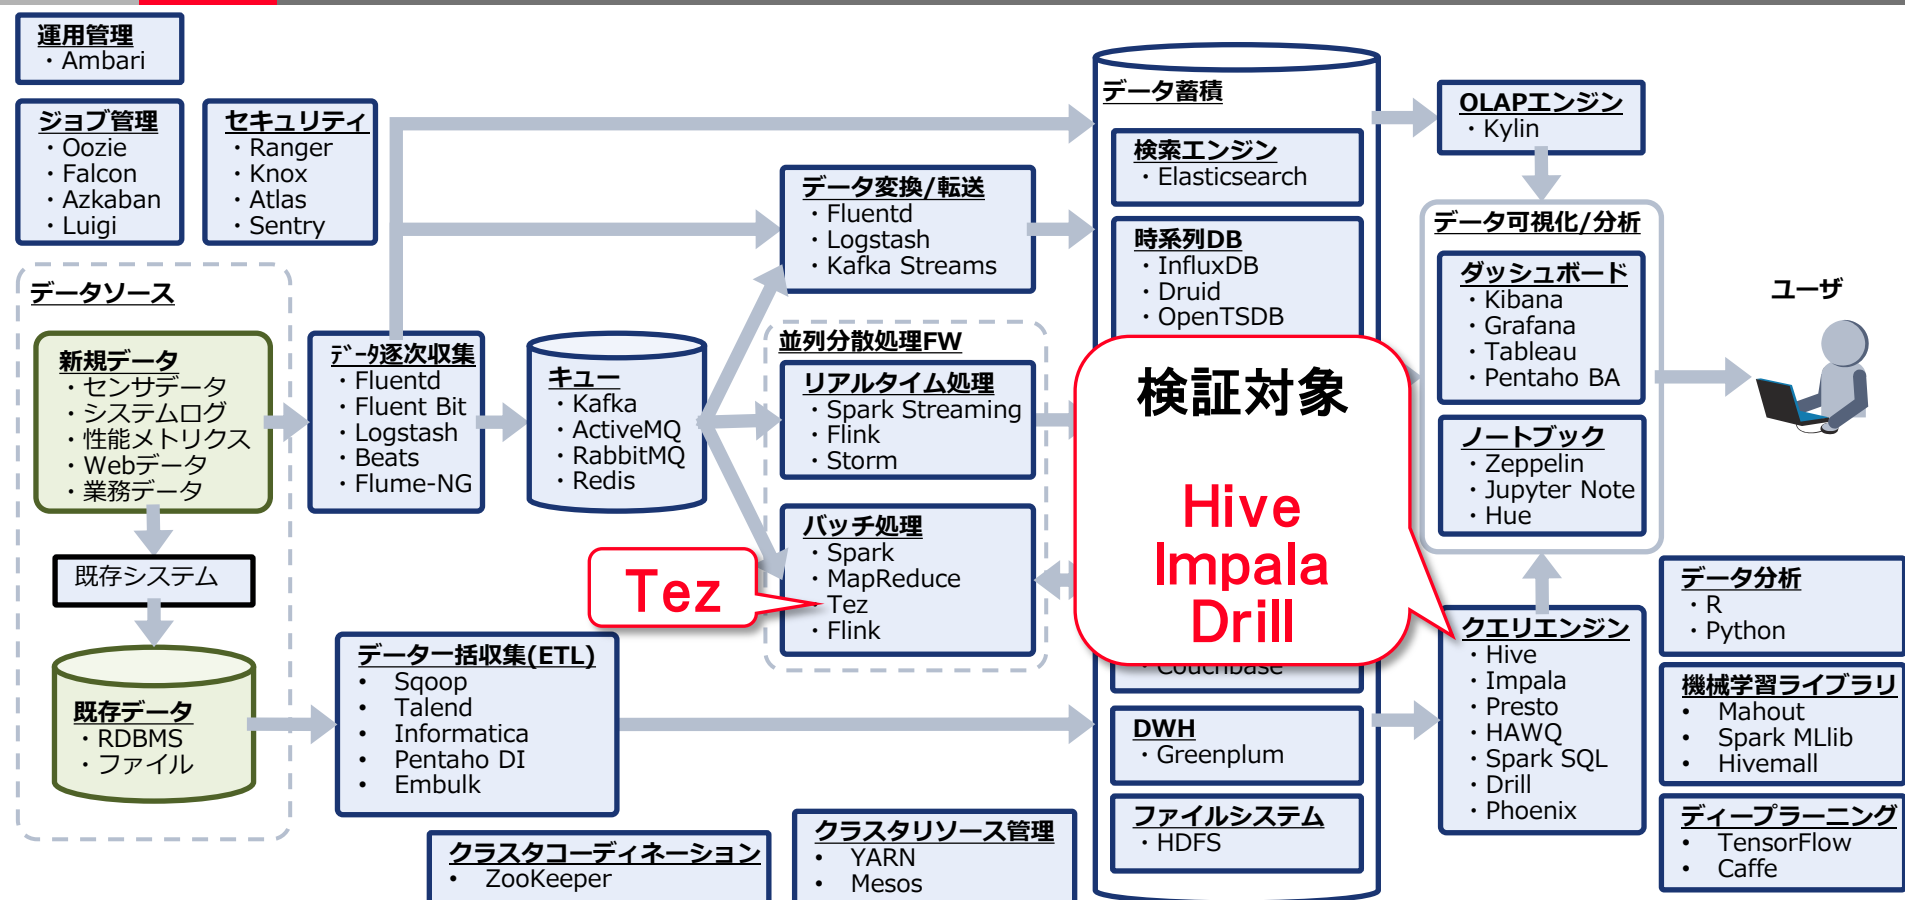 運用管理
・Ambari
ジョブ管理
・Oozie
・Falcon
・Azkaban
・Luigi
セキュリティ
・Ranger
・Knox
・Atlas
・Sentry
データソース
新規データ
・センサデータ
・システムログ
・性能メトリクス
・Webデータ
・業務データ
既存システム
既存データ
・RDBMS
・ファイル
ﾃﾞｰﾀ逐次収集
・Fluentd
・Fluent Bit
・Logstash
・Beats
・Flume-NG
データ一括収集(ETL)
• Sqoop
• Talend
• Informatica
• Pentaho DI
• Embulk
キュー
・Kafka
・ActiveMQ
・RabbitMQ
・Redis
データ変換/転送
・Fluentd
・Logstash
・Kafka Streams
並列分散処理FW
リアルタイム処理
・Spark Streaming
・Flink
・Storm
バッチ処理
・Spark
・MapReduce
・Tez
・Flink
Tez
クラスタコーディネーション
• ZooKeeper
クラスタリソース管理
• YARN
• Mesos
データ蓄積
検索エンジン
・Elasticsearch
時系列DB
・InfluxDB
・Druid
・OpenTSDB
検証対象
Hive
Impala
Drill
・Couchbase
DWH
・Greenplum
ファイルシステム
・HDFS
OLAPエンジン
・Kylin
データ可視化/分析
ダッシュボード
・Kibana
・Grafana
・Tableau
・Pentaho BA
ノートブック
・Zeppelin
・Jupyter Note
・Hue
クエリエンジン
・Hive
・Impala
・Presto
・HAWQ
・Spark SQL
・Drill
・Phoenix
ユーザ
データ分析
・R
・Python
機械学習ライブラリ
• Mahout
• Spark MLlib
• Hivemall
ディープラーニング
• TensorFlow
• Caffe